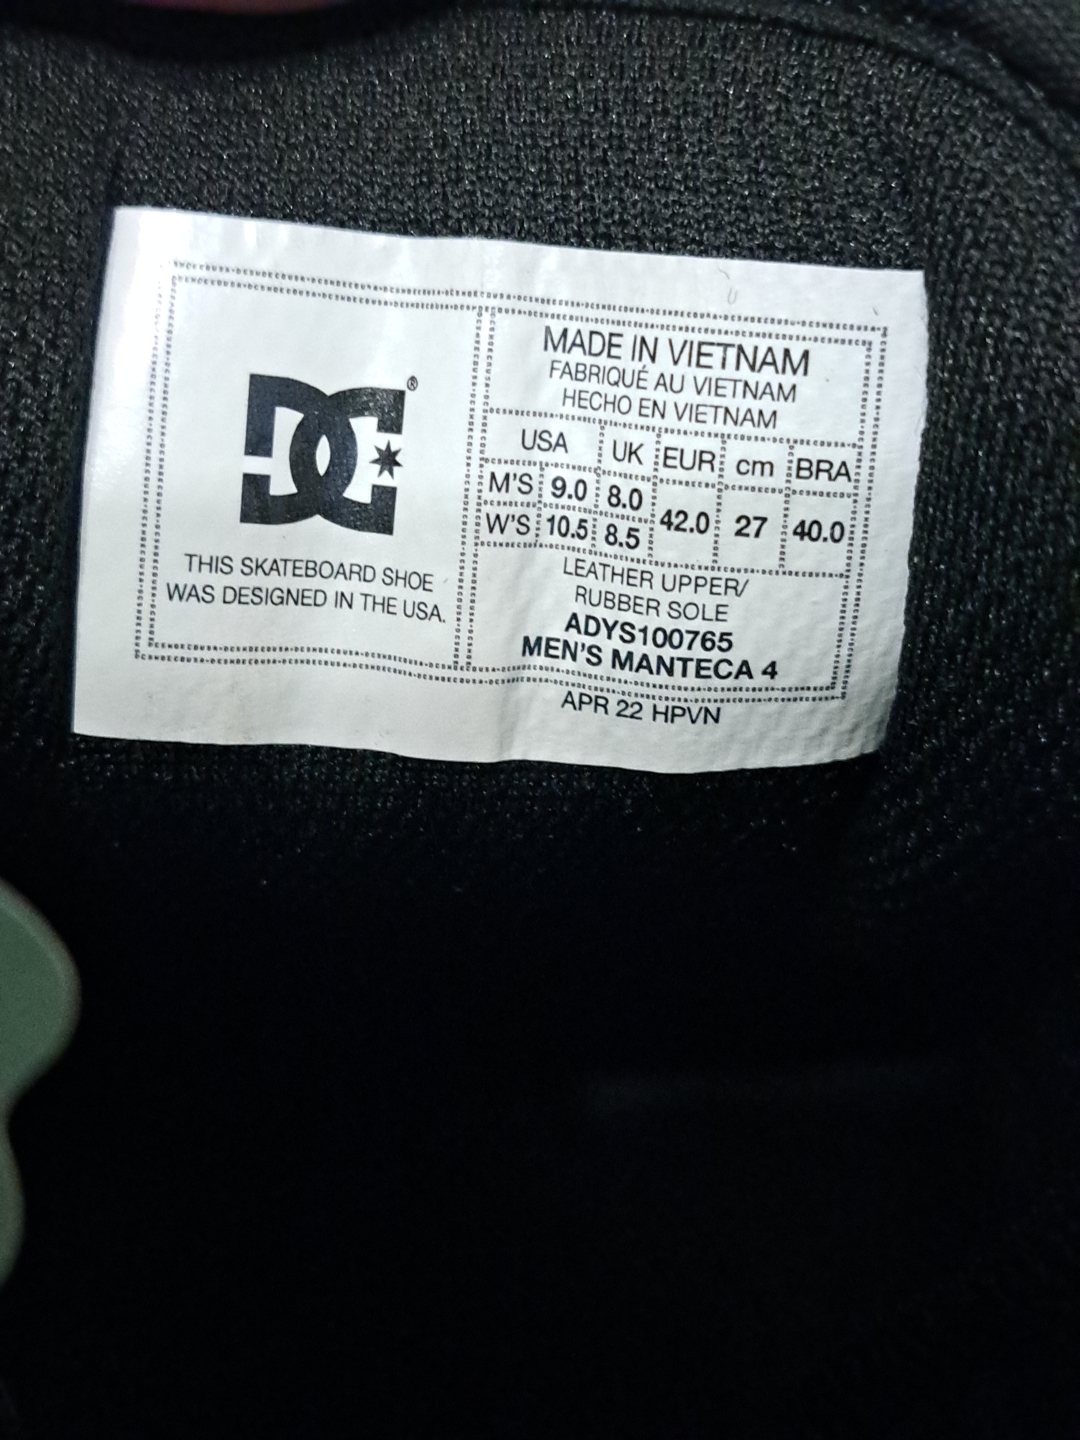 DC®
THIS SKATEBOARD SHOE
WAS DESIGNED IN THE USA.
MADE IN VIETNAM
FABRIQUÉ AU VIETNAM
HECHO EN VIETNAM
USA UK EUR cm BRA
M'S 9.0 8.0 42.0 27 40.0
W'S 10.5 8.5
LEATHER UPPER/
RUBBER SOLE
ADYS100765
MEN'S MANTECA 4
APR 22 HPVN